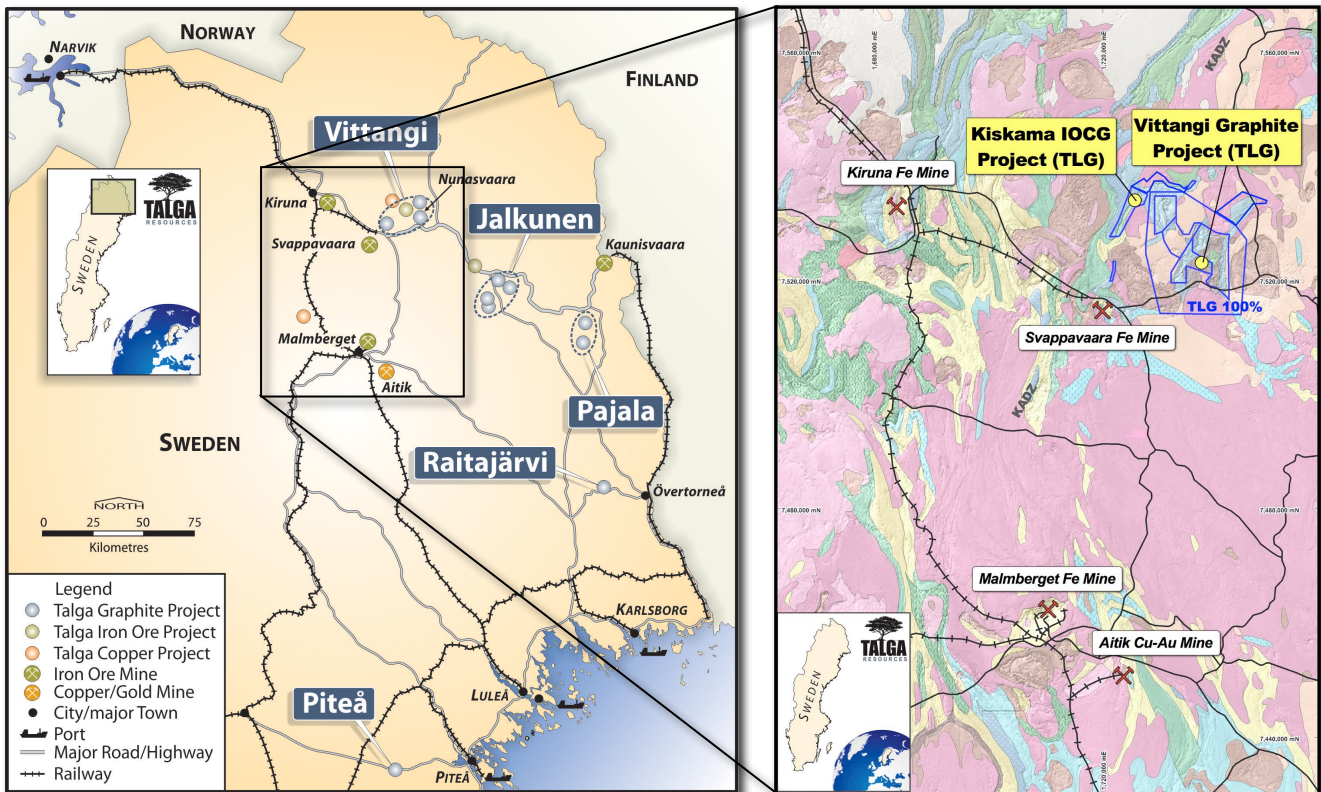 NARVIK
NORWAY
FINLAND
Vittangi
Nunasvaara
Kiruna
Jalkunen
Svappavaara
Kaunisvaara
TALGA
RESOURCES
SWEDEN
Malmberget
Aitik
Pajala
SWEDEN
Raitajärvi
Övertorneå
NORTH
0 25 50 75
Kilometres
Legend
Talga Graphite Project
Talga Iron Ore Project
Talga Copper Project
Iron Ore Mine
Copper/Gold Mine
City/major Town
Port
Major Road/Highway
Railway
KARLSBORG
LULEÅ
Piteå
PITEÅ
7,560,000 mN
1,680,000 mE
1,720,000 mE
KADZ
7,560,000 mN
Kiskama IOCG
Project (TLG)
Vittangi Graphite
Project (TLG)
Kiruna Fe Mine
7,520,000 mN
7,520,000 mN
TLG 100%
Svappavaara Fe Mine
KADZ
7,480,000 mN
7,480,000 mN
Malmberget Fe Mine
Aitik Cu-Au Mine
TALGA
RESOURCES
SWEDEN
7,440,000 mN
1,720,000 mE